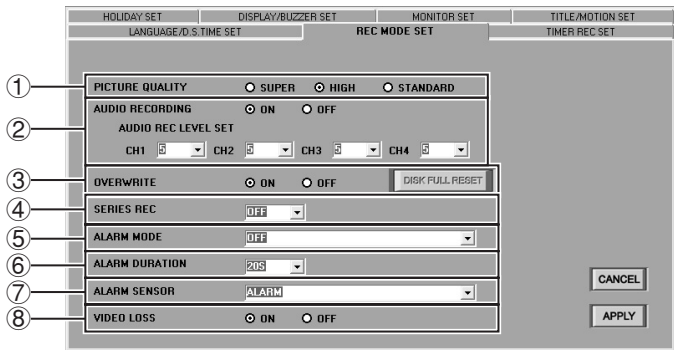 HOLIDAY SET DISPLAY/BUZZER SET MONITOR SET TITLE/MOTION SET
LANGUAGE/D.S.TIME SET REC MODE SET TIMER REC SET
① PICTURE QUALITY SUPER HIGH STANDARD
AUDIO RECORDING ON OFF
② AUDIO REC LEVEL SET
CH1 5 CH2 5 CH3 5 CH4 5
③ OVERWRITE ON OFF DISK FULL RESET
④ SERIES REC OFF
⑤ ALARM MODE OFF
⑥ ALARM DURATION 20S
CANCEL
⑦ ALARM SENSOR ALARM
⑧ VIDEO LOSS ON OFF APPLY